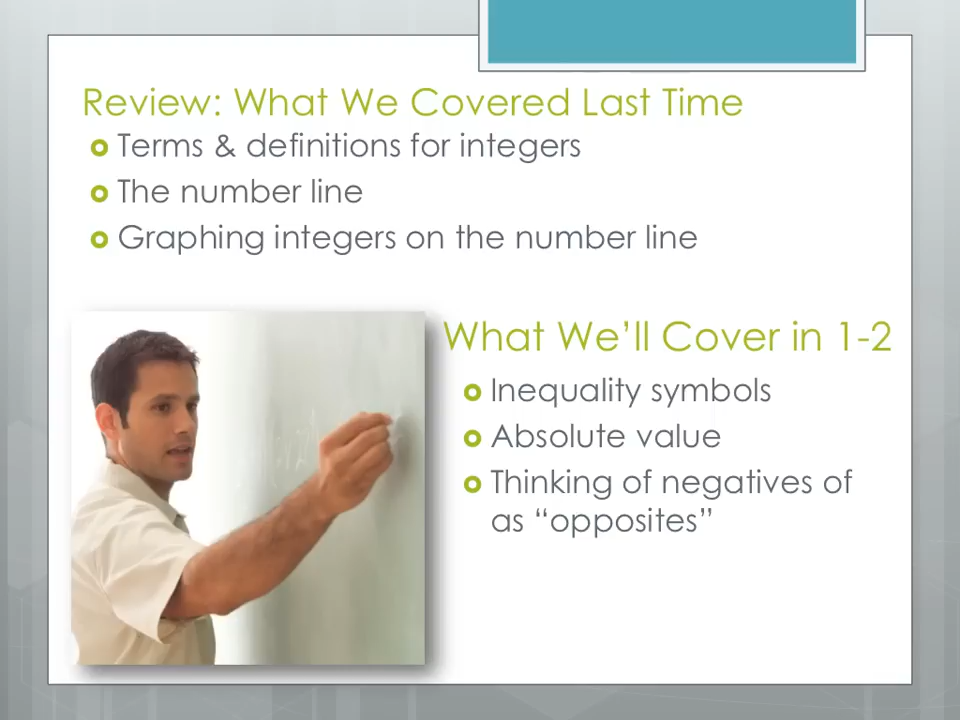 Review: What We Covered Last Time
Terms & definitions for integers
The number line
Graphing integers on the number line
What We’ll Cover in 1-2
Inequality symbols
Absolute value
Thinking of negatives of
as “opposites”